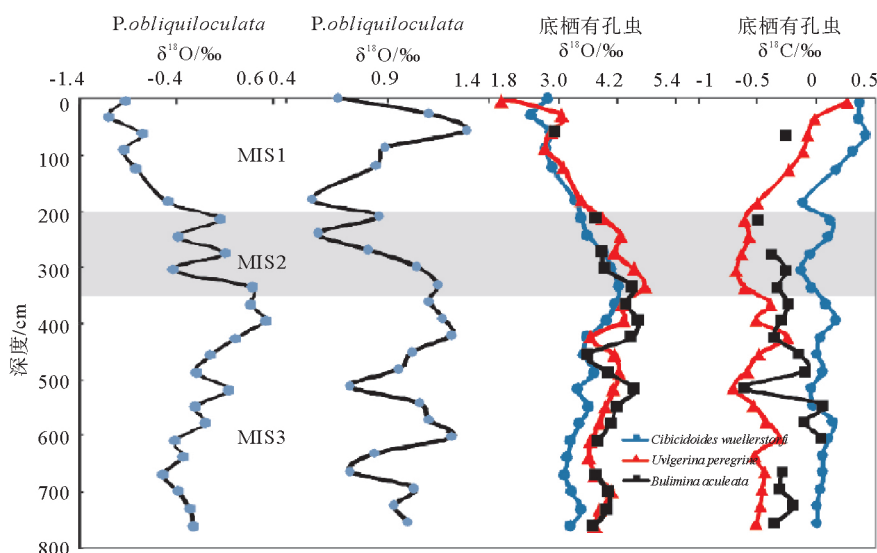 P.obliquiloculata P.obliquiloculata 底栖有孔虫 底栖有孔虫
δ¹⁸O/‰ δ¹⁸O/‰ δ¹⁸O/‰ δ¹⁸C/‰
-1.4 -0.4 0.6 0.4 0.9 1.4 1.8 3.0 4.2 5.4 -1 -0.5 0 0.5
0
100
200
300
400
500
600
700
800
深度/cm
MIS1
MIS2
MIS3
Cibicidoides wuellerstorfi
Uvlgerina peregrine
Bulimina aculeata